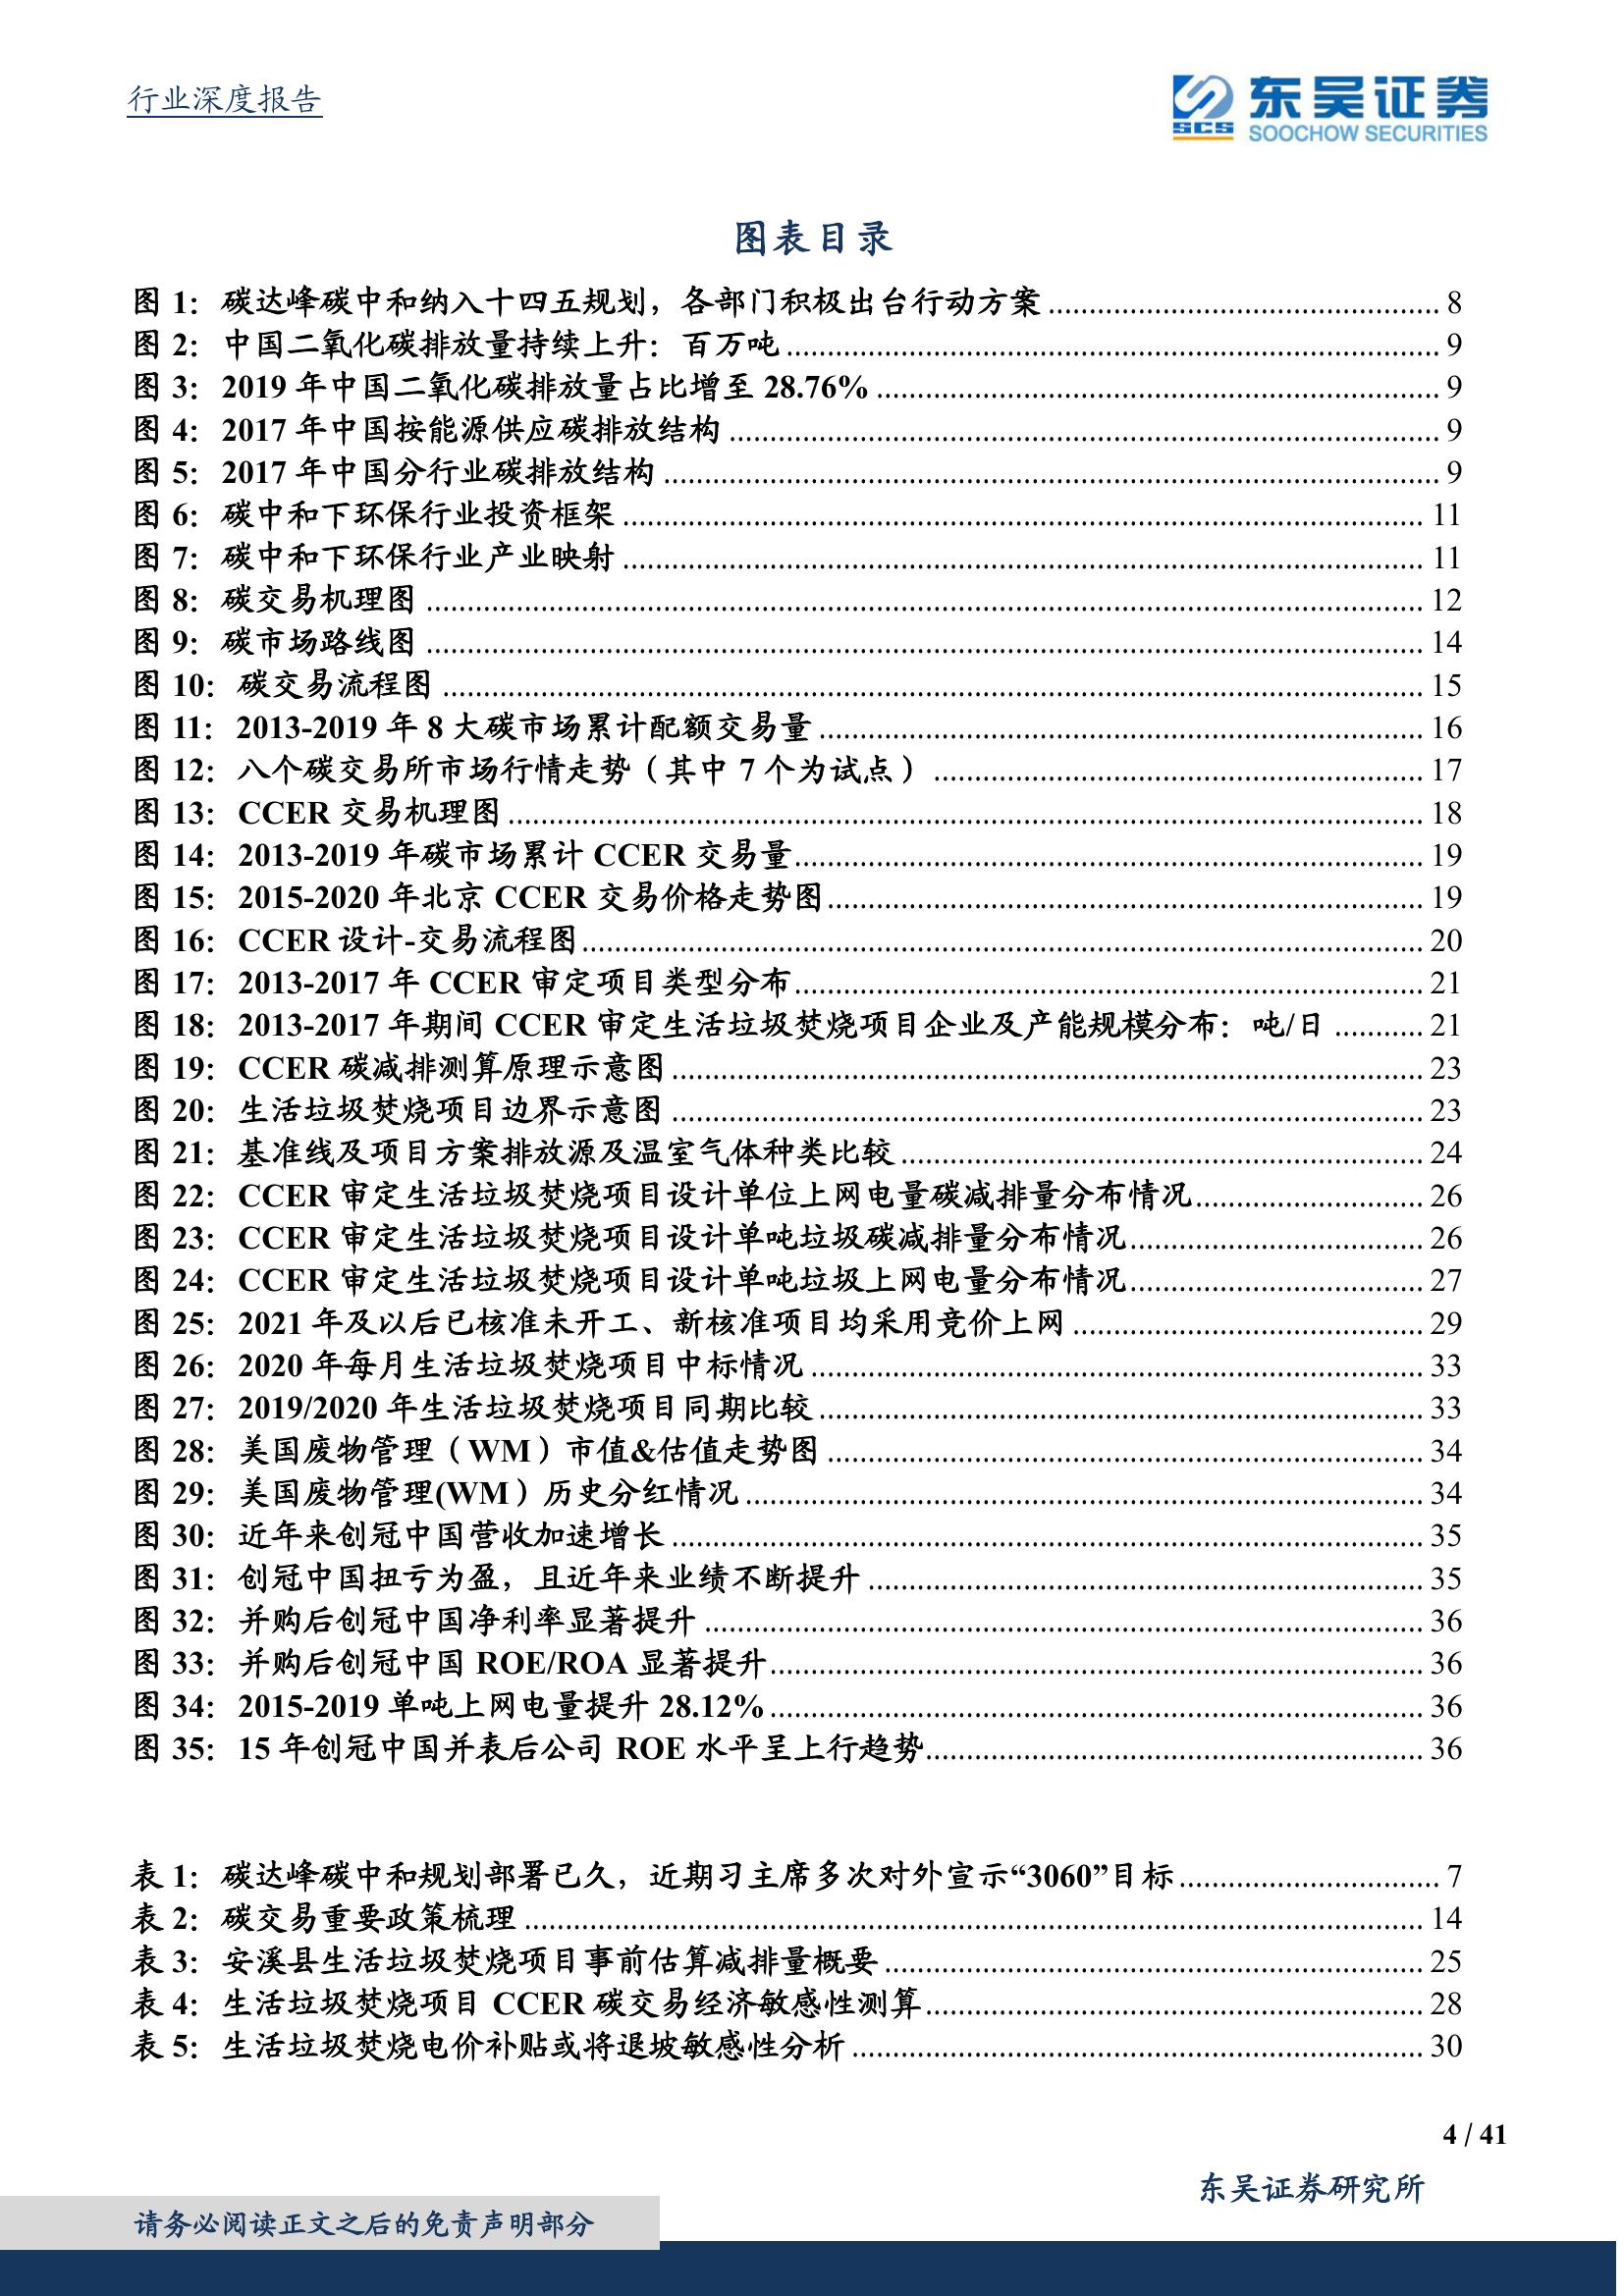 行业深度报告
东吴证券
SCS
SOOCHOW SECURITIES
图表目录
图 1：碳达峰碳中和纳入十四五规划，各部门积极出台行动方案 8
图 2：中国二氧化碳排放量持续上升：百万吨 9
图 3：2019 年中国二氧化碳排放量占比增至 28.76% 9
图 4：2017 年中国按能源供应碳排放结构 9
图 5：2017 年中国分行业碳排放结构 9
图 6：碳中和下环保行业投资框架 11
图 7：碳中和下环保行业产业映射 11
图 8：碳交易机理图 12
图 9：碳市场路线图 14
图 10：碳交易流程图 15
图 11：2013-2019 年 8 大碳市场累计配额交易量 16
图 12：八个碳交易所市场行情走势（其中 7 个为试点） 17
图 13：CCER 交易机理图 18
图 14：2013-2019 年碳市场累计 CCER 交易量 19
图 15：2015-2020 年北京 CCER 交易价格走势图 19
图 16：CCER 设计-交易流程图 20
图 17：2013-2017 年 CCER 审定项目类型分布 21
图 18：2013-2017 年期间 CCER 审定生活垃圾焚烧项目企业及产能规模分布：吨/日 21
图 19：CCER 碳减排测算原理示意图 23
图 20：生活垃圾焚烧项目边界示意图 23
图 21：基准线及项目方案排放源及温室气体种类比较 24
图 22：CCER 审定生活垃圾焚烧项目设计单位上网电量碳减排量分布情况 26
图 23：CCER 审定生活垃圾焚烧项目设计单吨垃圾碳减排量分布情况 26
图 24：CCER 审定生活垃圾焚烧项目设计单吨垃圾上网电量分布情况 27
图 25：2021 年及以后已核准未开工、新核准项目均采用竞价上网 29
图 26：2020 年每月生活垃圾焚烧项目中标情况 33
图 27：2019/2020 年生活垃圾焚烧项目同期比较 33
图 28：美国废物管理（WM）市值&估值走势图 34
图 29：美国废物管理(WM）历史分红情况 34
图 30：近年来创冠中国营收加速增长 35
图 31：创冠中国扭亏为盈，且近年来业绩不断提升 35
图 32：并购后创冠中国净利率显著提升 36
图 33：并购后创冠中国 ROE/ROA 显著提升 36
图 34：2015-2019 单吨上网电量提升 28.12% 36
图 35：15 年创冠中国并表后公司 ROE 水平呈上行趋势 36
表 1：碳达峰碳中和规划部署已久，近期习主席多次对外宣示“3060”目标 7
表 2：碳交易重要政策梳理 14
表 3：安溪县生活垃圾焚烧项目事前估算减排量概要 25
表 4：生活垃圾焚烧项目 CCER 碳交易经济敏感性测算 28
表 5：生活垃圾焚烧电价补贴或将退坡敏感性分析 30
4 / 41
东吴证券研究所
请务必阅读正文之后的免责声明部分